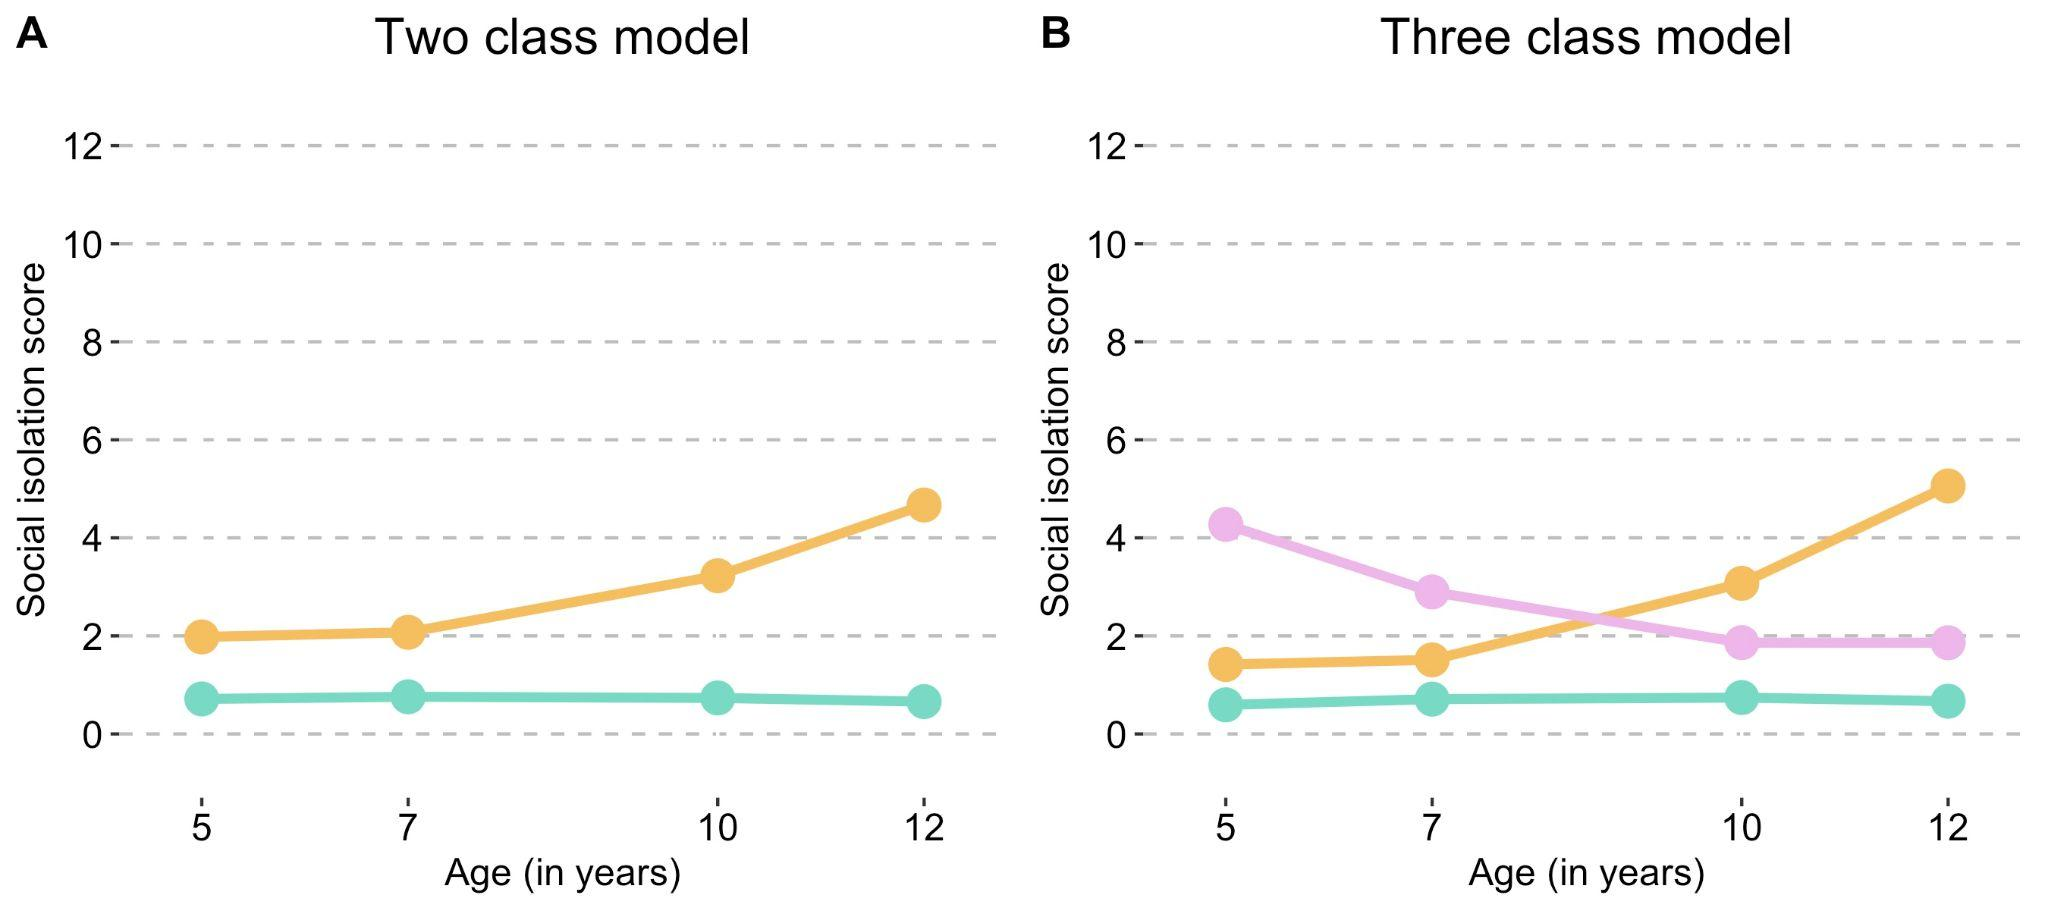 A
Two class model
12
10
8
6
4
2
0
Social isolation score
5 7 10 12
Age (in years)
B
Three class model
12
10
8
6
4
2
0
Social isolation score
5 7 10 12
Age (in years)